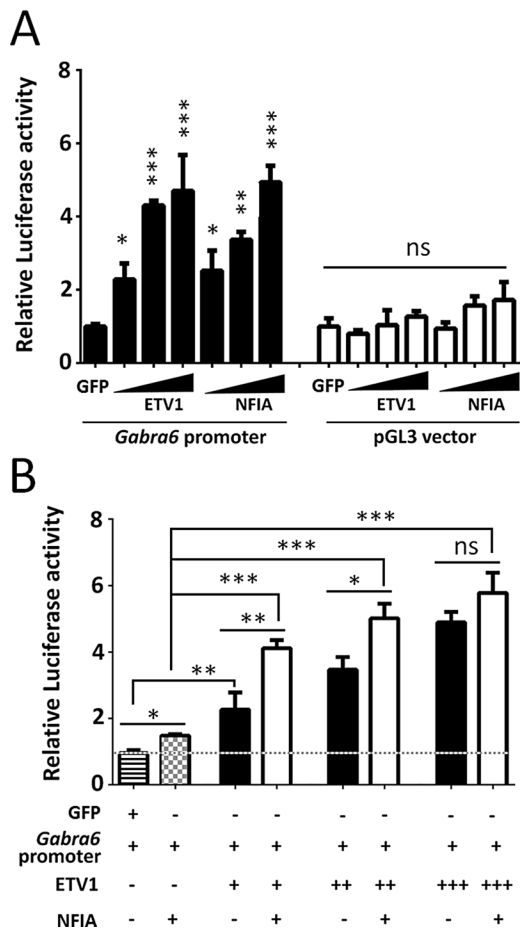 A
Relative Luciferase activity
8
6
4
2
0
* *** *** * ** ***
ns
GFP ETV1 NFIA GFP ETV1 NFIA
Gabra6 promoter pGL3 vector
B
Relative Luciferase activity
8
6
4
2
0
***
***
***
**
*
**
*
ns
GFP + - - - - - - -
Gabra6 promoter + + + + + + + +
ETV1 - - + + ++ ++ +++ +++
NFIA - + - + - + - +